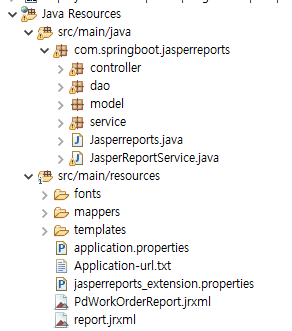 Java Resources
src/main/java
com.springboot.jasperreports
controller
dao
model
service
Jasperreports.java
JasperReportService.java
src/main/resources
fonts
mappers
templates
application.properties
Application-url.txt
jasperreports_extension.properties
PdWorkOrderReport.jrxml
report.jrxml